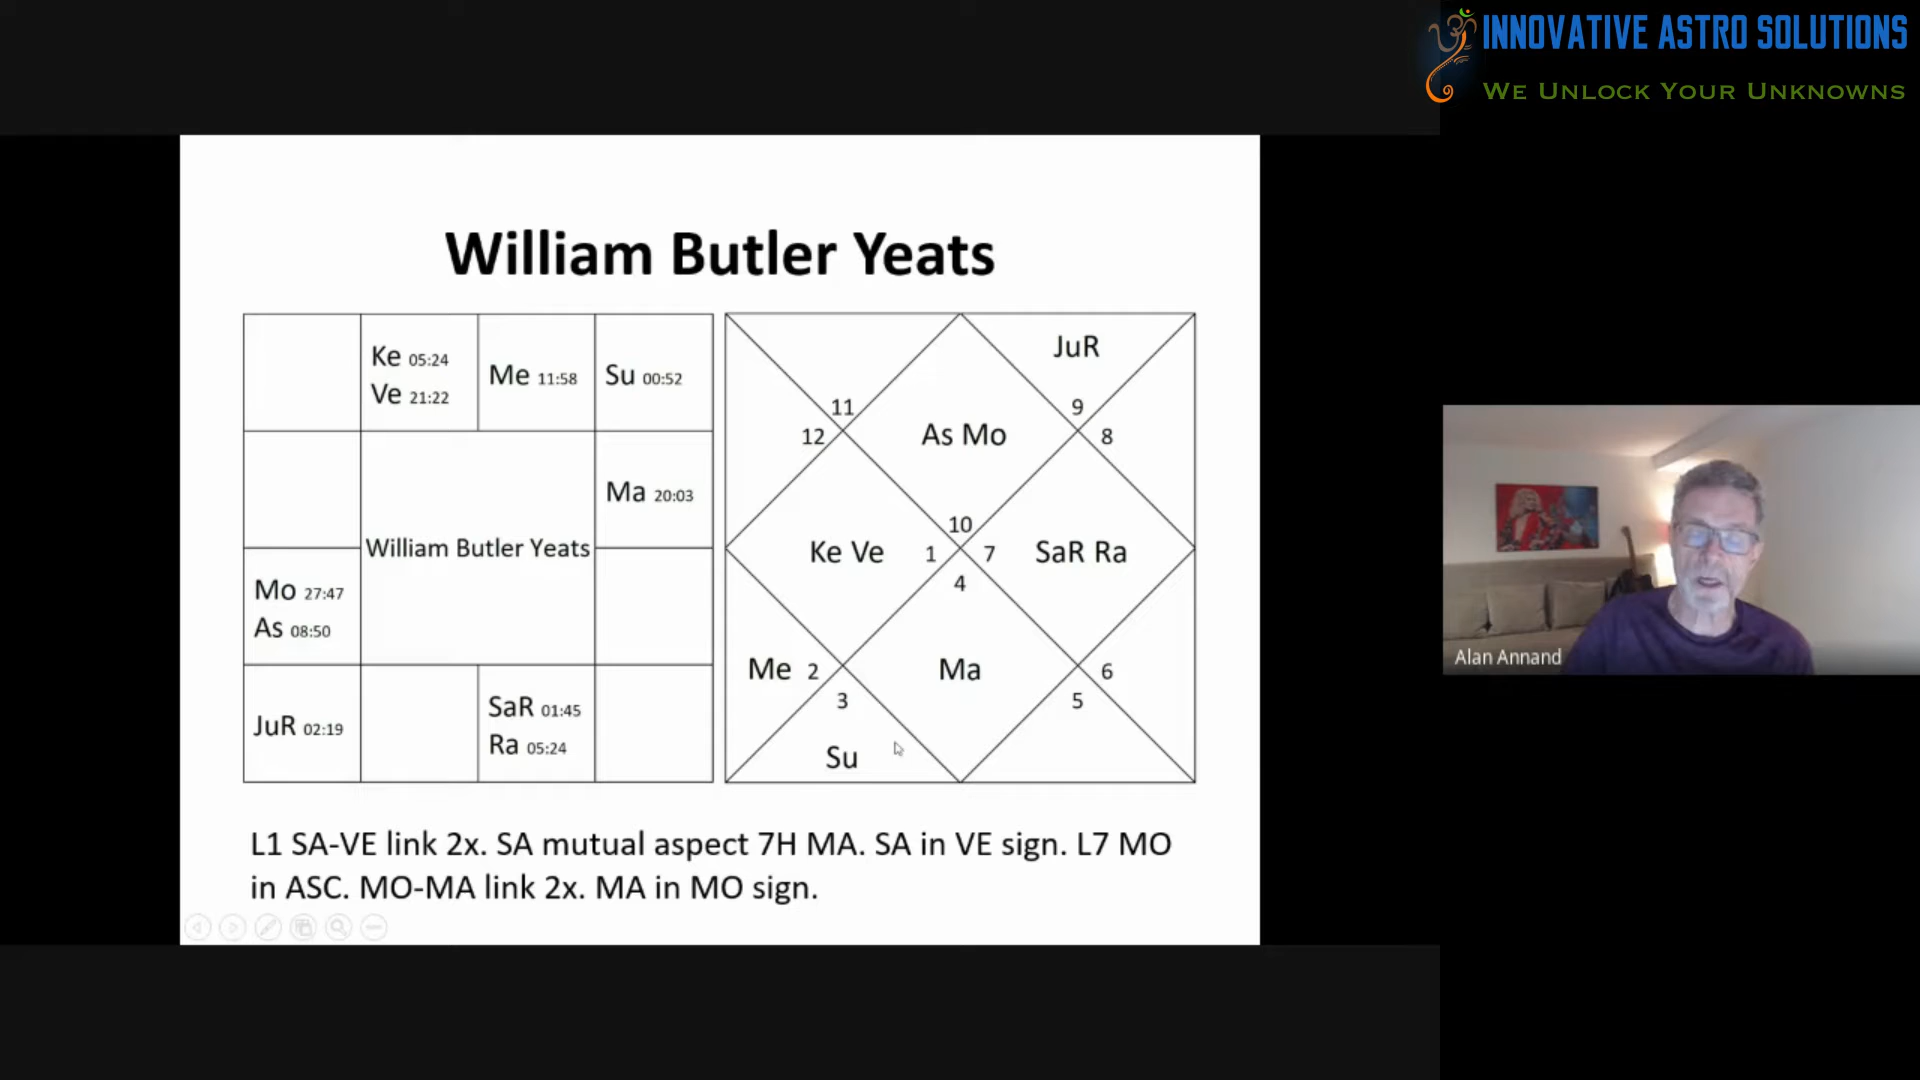 INNOVATIVE ASTRO SOLUTIONS
WE UNLOCK YOUR UNKNOWNS
William Butler Yeats
Ke 05:24
Ve 21:22
Me 11:58
Su 00:52
Ma 20:03
William Butler Yeats
Mo 27:47
As 08:50
JuR 02:19
SaR 01:45
Ra 05:24
JuR
11
9
12
As Mo
8
10
Ke Ve
1
7
SaR Ra
4
Me
2
Ma
6
3
5
Su
L1 SA-VE link 2x. SA mutual aspect 7H MA. SA in VE sign. L7 MO
in ASC. MO-MA link 2x. MA in MO sign.
Alan Annand